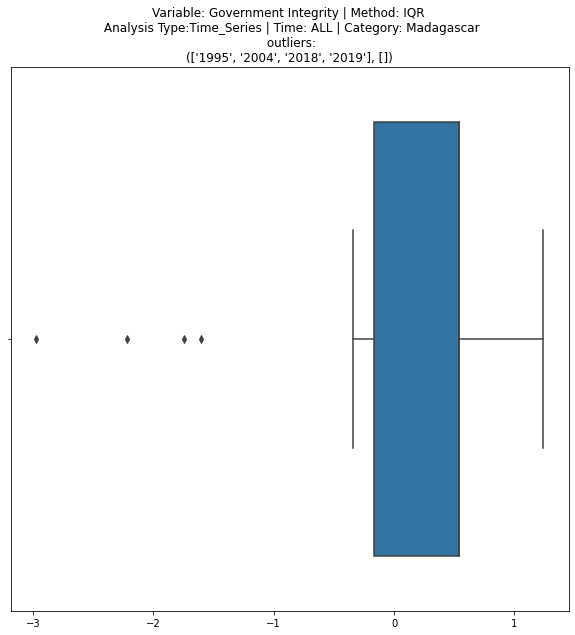 Variable: Government Integrity | Method: IQR
Analysis Type:Time_Series | Time: ALL | Category: Madagascar
outliers:
(['1995', '2004', '2018', '2019'], [])
−3 −2 −1 0 1